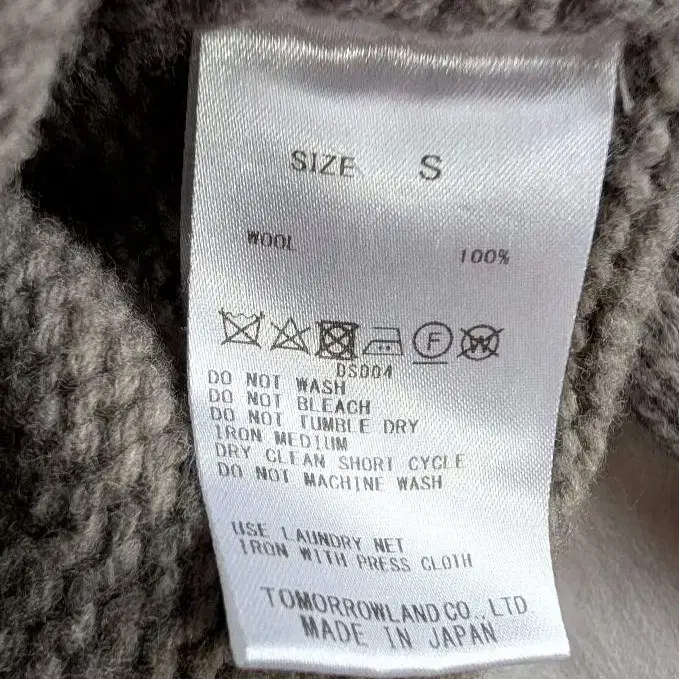 SIZE S
WOOL 100%
F W
DS004
DO NOT WASH
DO NOT BLEACH
DO NOT TUMBLE DRY
IRON MEDIUM
DRY CLEAN SHORT CYCLE
DO NOT MACHINE WASH
USE LAUNDRY NET
IRON WITH PRESS CLOTH
TOMORROWLAND CO.,LTD.
MADE IN JAPAN